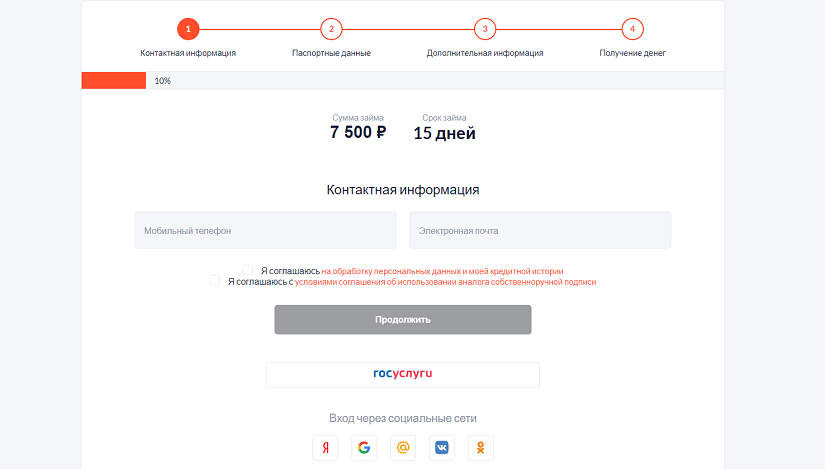 1 2 3 4
Контактная информация Паспортные данные Дополнительная информация Получение денег
10%
Сумма займа Срок займа
7 500 ₽ 15 дней
Контактная информация
Мобильный телефон Электронная почта
Я соглашаюсь на обработку персональных данных и моей кредитной истории
Я соглашаюсь с условиями соглашения об использовании аналога собственноручной подписи
Продолжить
госуслуги
Вход через социальные сети